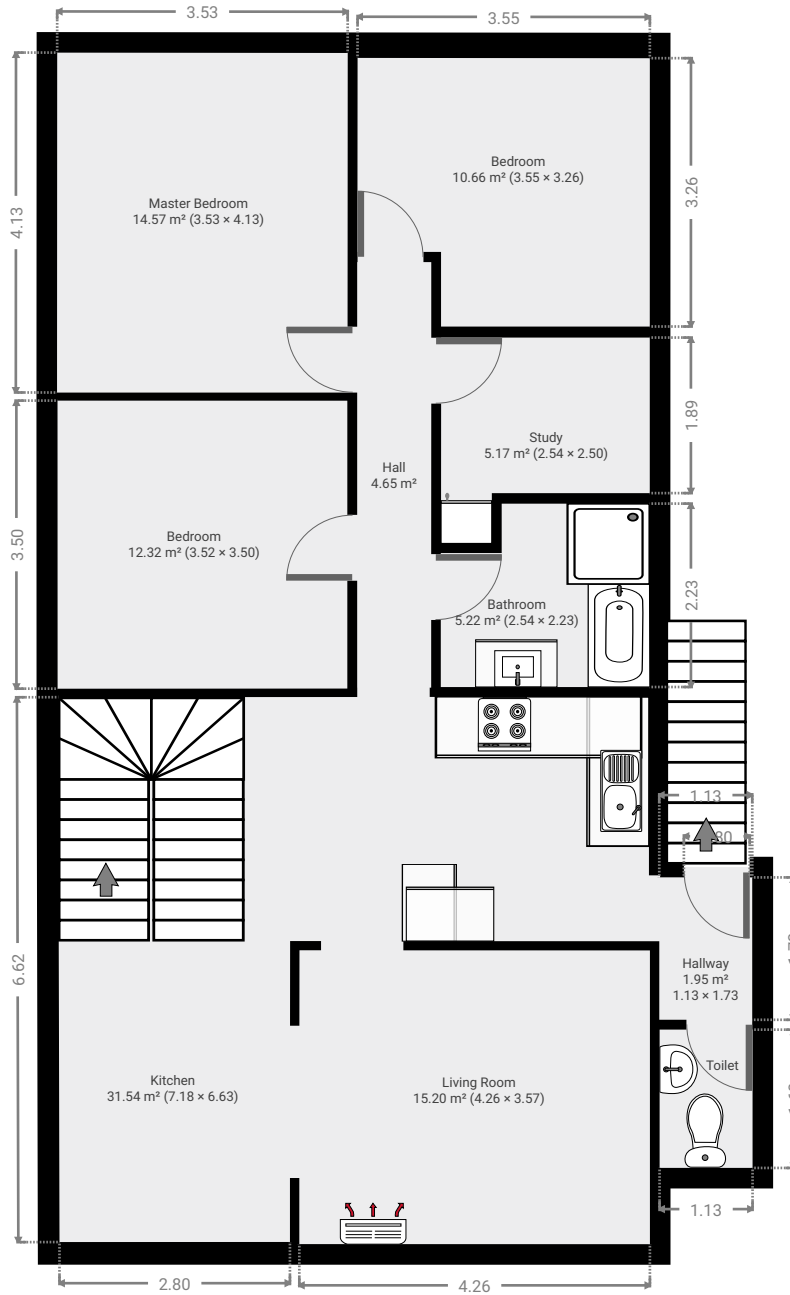 3.53
3.55
Bedroom
10.66 m² (3.55 × 3.26)
Master Bedroom
14.57 m² (3.53 × 4.13)
4.13
3.26
Study
5.17 m² (2.54 × 2.50)
1.89
Hall
4.65 m²
Bedroom
12.32 m² (3.52 × 3.50)
3.50
Bathroom
5.22 m² (2.54 × 2.23)
2.23
1.13
6.62
Hallway
1.95 m²
1.13 × 1.73
Toilet
Kitchen
31.54 m² (7.18 × 6.63)
Living Room
15.20 m² (4.26 × 3.57)
1.13
2.80
4.26